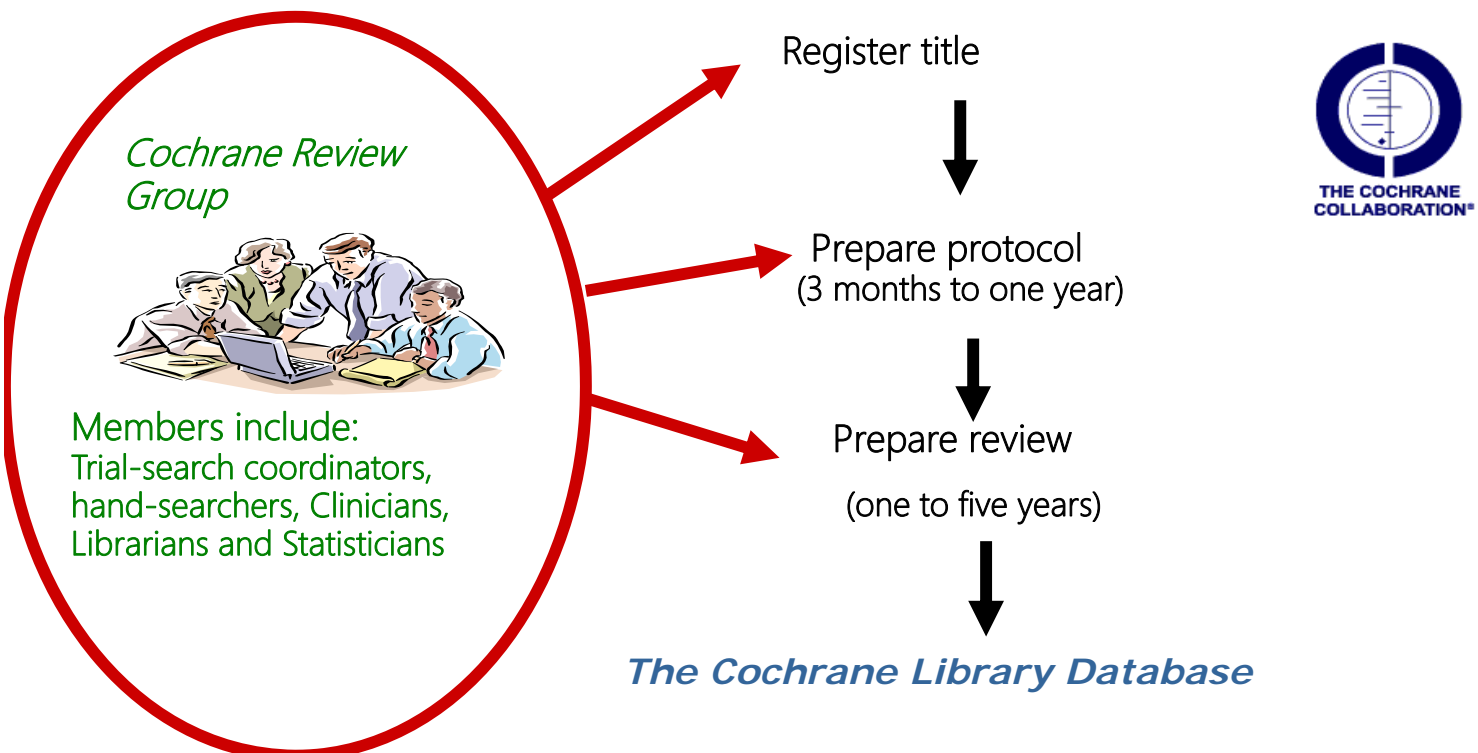 Cochrane Review
Group
Members include:
Trial-search coordinators,
hand-searchers, Clinicians,
Librarians and Statisticians
Register title
Prepare protocol
(3 months to one year)
Prepare review
(one to five years)
The Cochrane Library Database
THE COCHRANE
COLLABORATION®